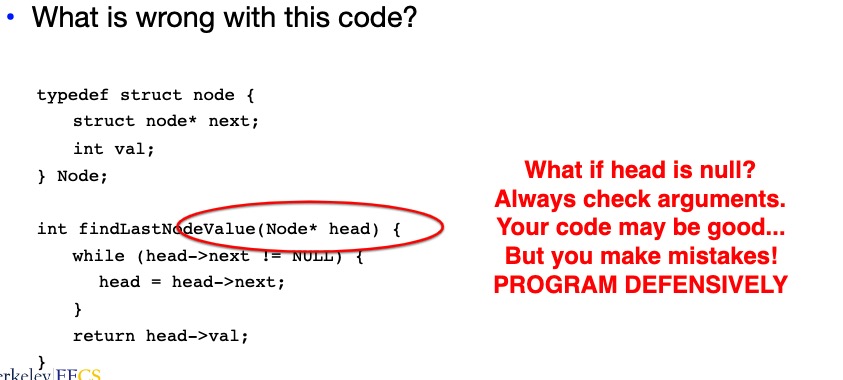 • What is wrong with this code?
typedef struct node {
struct node* next;
int val;
} Node;
What if head is null?
Always check arguments.
Your code may be good...
But you make mistakes!
PROGRAM DEFENSIVELY
int findLastNodeValue(Node* head) {
while (head->next != NULL) {
head = head->next;
}
return head->val;
}
erkeley EECS